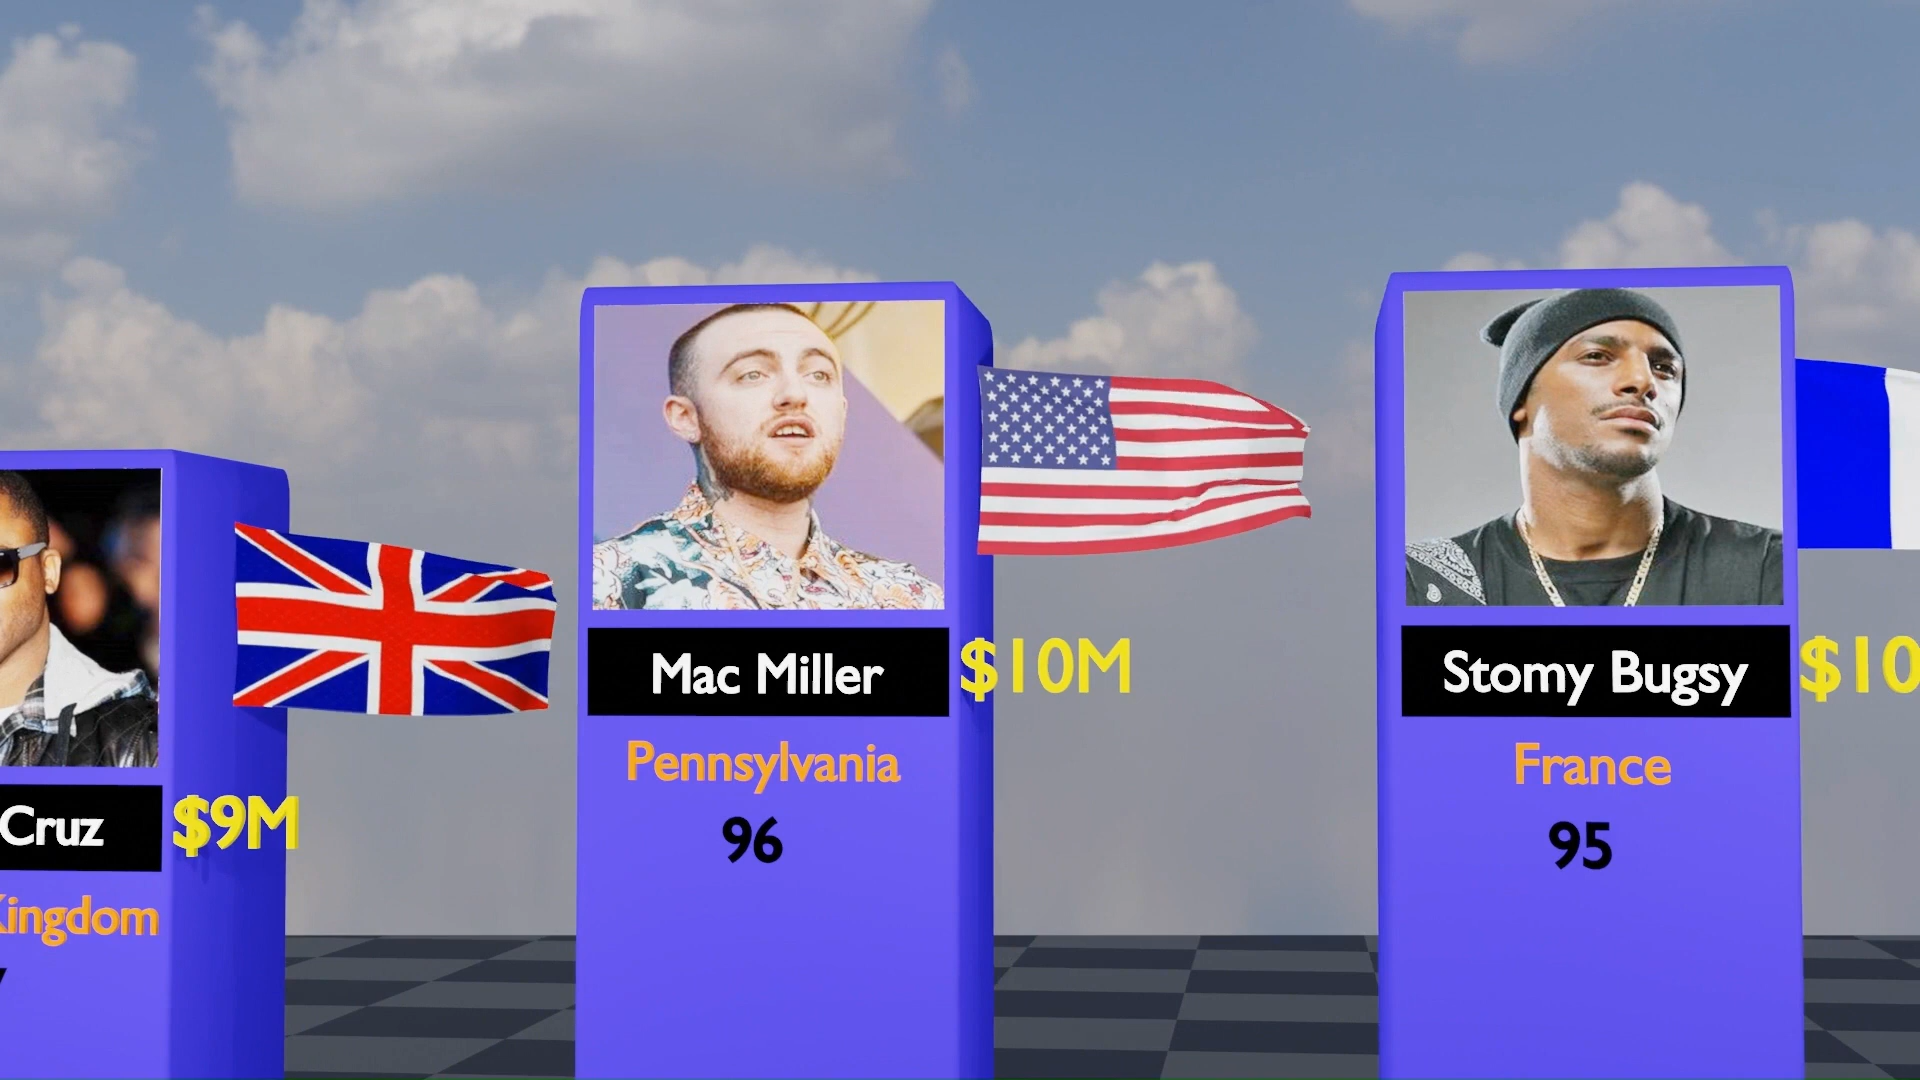 Cruz
$9M
Kingdom
Mac Miller
$10M
Pennsylvania
96
Stomy Bugsy
$10
France
95